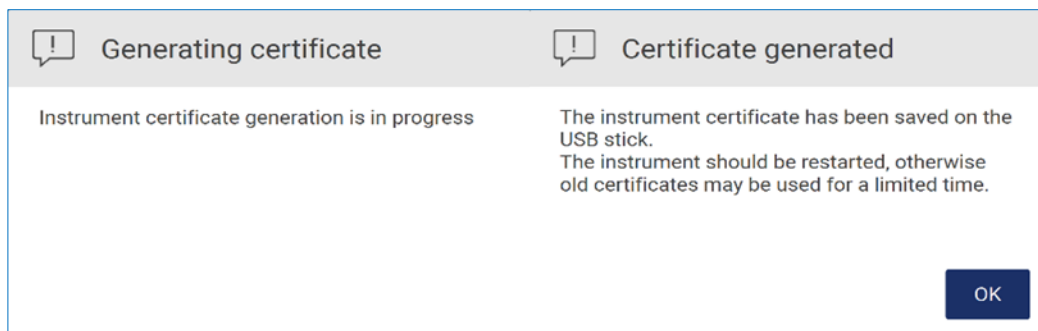 Generating certificate
Instrument certificate generation is in progress
Certificate generated
The instrument certificate has been saved on the
USB stick.
The instrument should be restarted, otherwise
old certificates may be used for a limited time.
OK